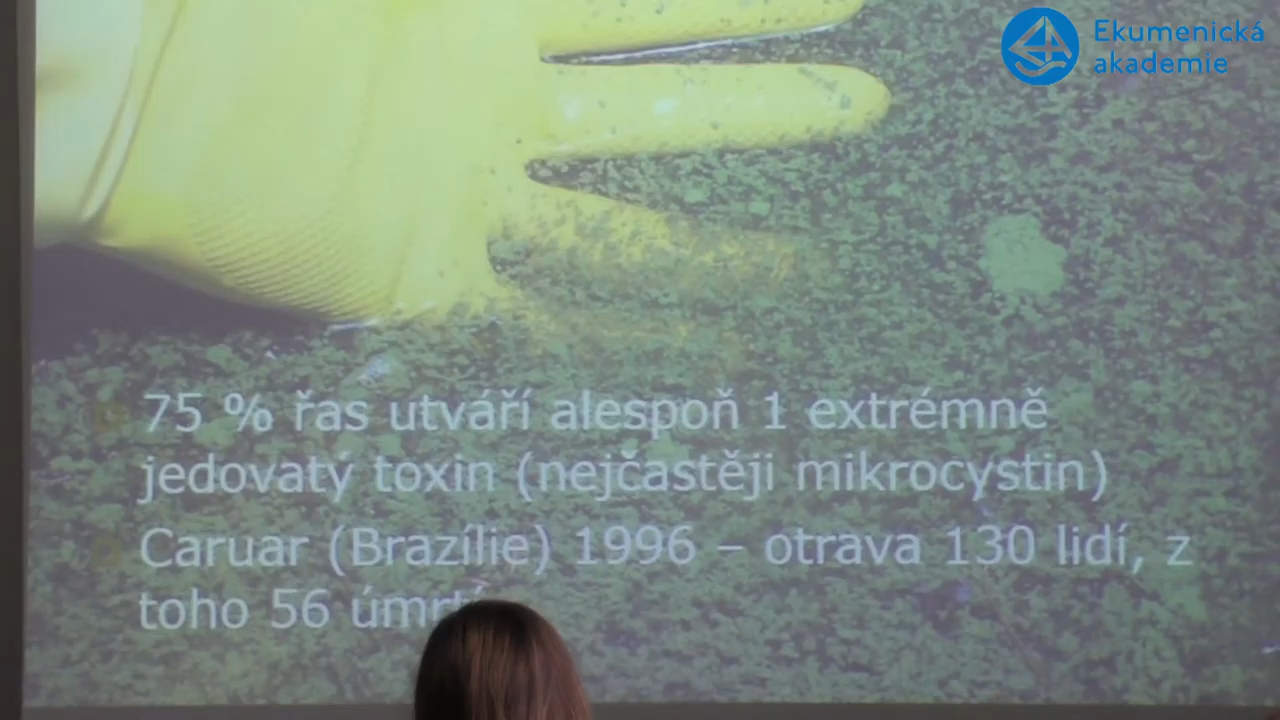 Ekumenická
akademie
75 % řas utváří alespoň 1 extrémně
jedovatý toxin (nejčastěji mikrocystin)
Caruar (Brazílie) 1996 – otrava 130 lidí, z
toho 56 úmrtí